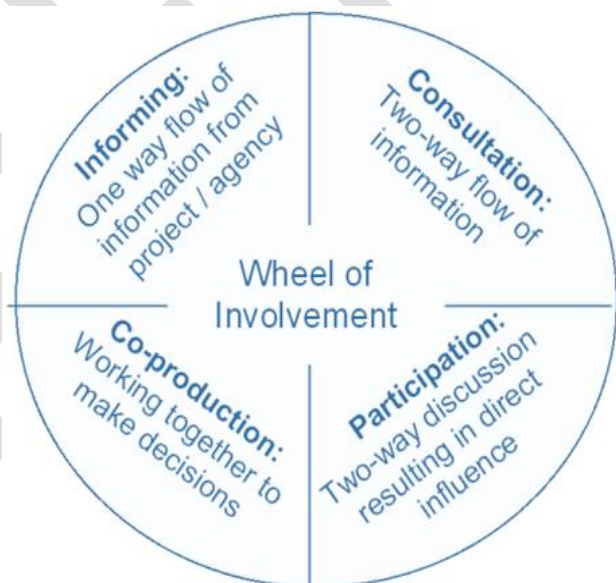 Informing:
One way flow of
information from
project / agency
Consultation:
Two-way flow of
information
Wheel of
Involvement
Co-production:
Working together to
make decisions
Participation:
Two-way discussion
resulting in direct
influence